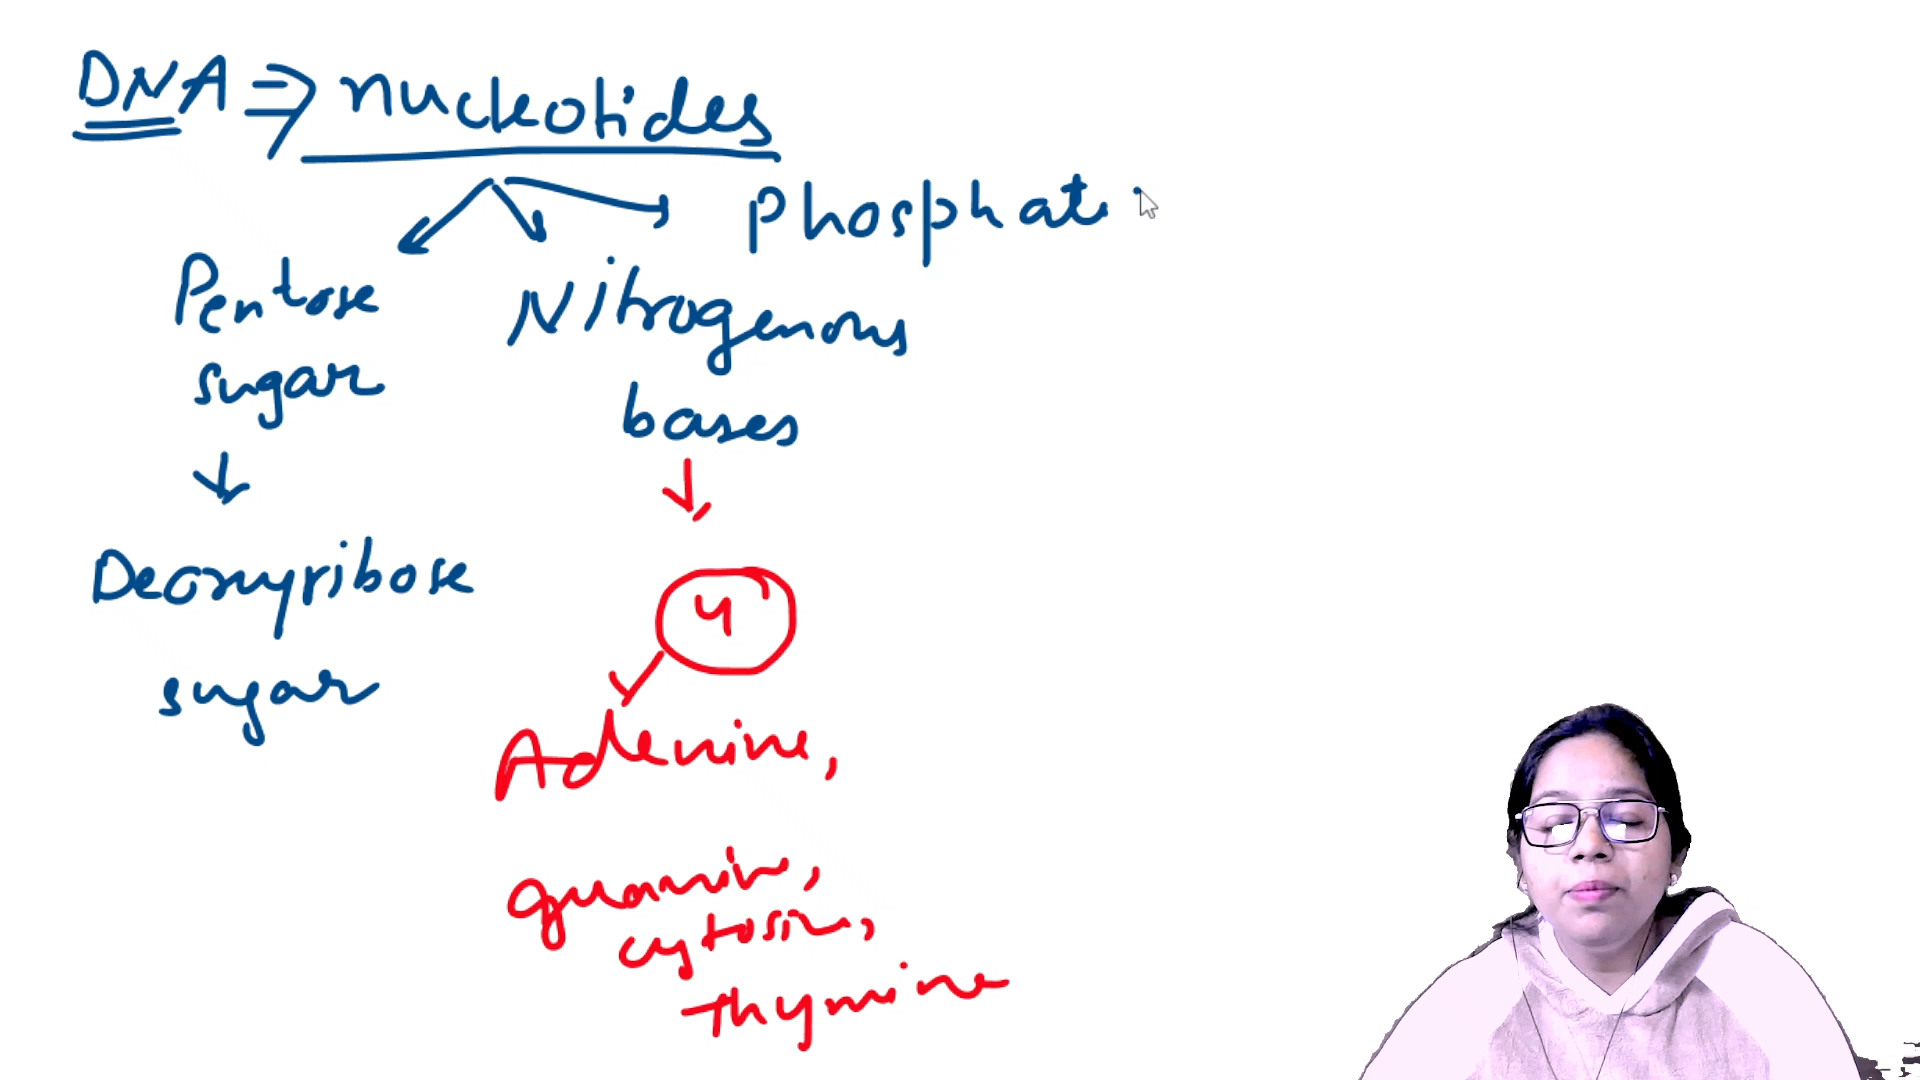 DNA ⇒ nucleotides
Phosphate
Pentose
sugar
Nitrogenous
bases
Deoxyribose
sugar
4
Adenine,
guanine,
cytosine,
thymine